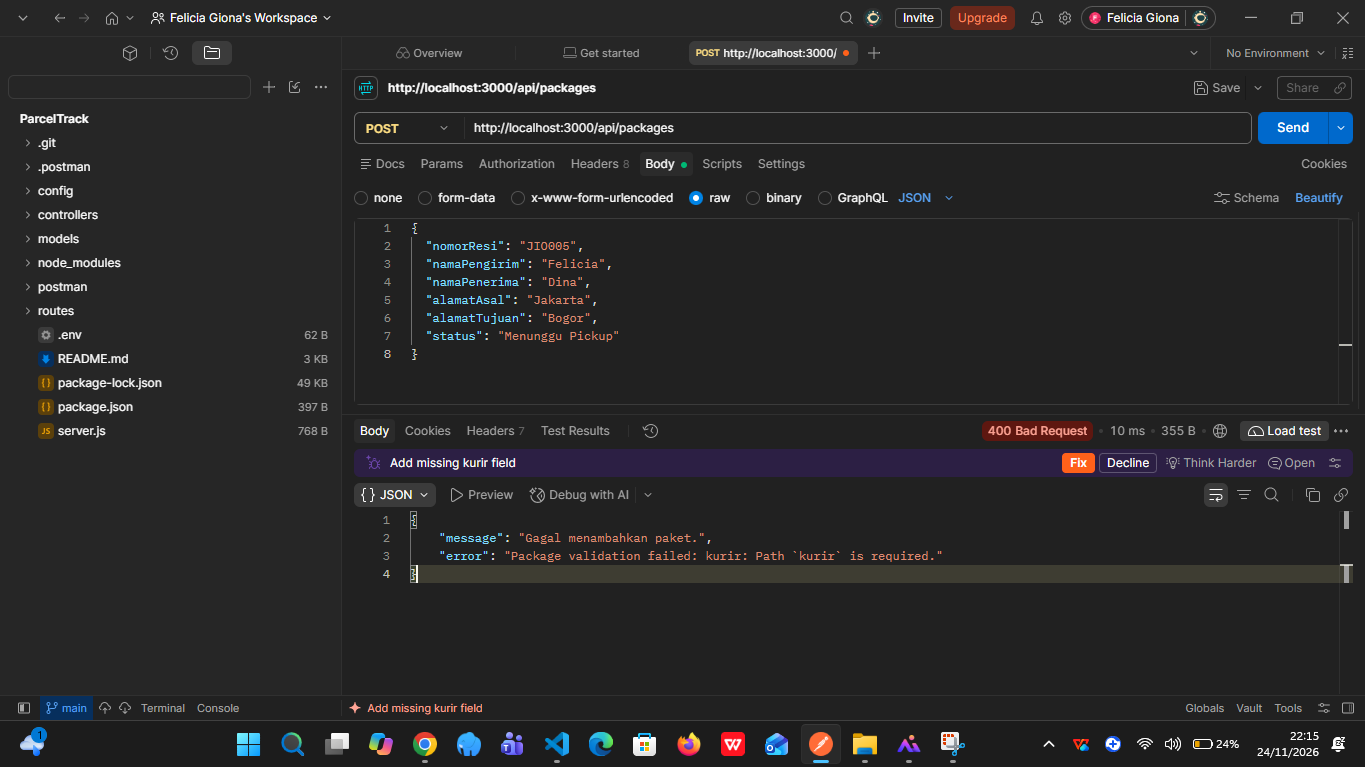 Felicia Giona's Workspace
Invite
Upgrade
Felicia Giona
Overview
Get started
POST http://localhost:3000/
No Environment
HTTP
http://localhost:3000/api/packages
Save
Share
POST
http://localhost:3000/api/packages
Send
Docs
Params
Authorization
Headers 8
Body
Scripts
Settings
Cookies
none
form-data
x-www-form-urlencoded
raw
binary
GraphQL
JSON
Schema
Beautify
ParcelTrack
.git
.postman
config
controllers
models
node_modules
postman
routes
.env 62 B
README.md 3 KB
package-lock.json 49 KB
package.json 397 B
JS server.js 768 B
1 {
2 "nomorResi": "JIO005",
3 "namaPengirim": "Felicia",
4 "namaPenerima": "Dina",
5 "alamatAsal": "Jakarta",
6 "alamatTujuan": "Bogor",
7 "status": "Menunggu Pickup"
8 }
Body
Cookies
Headers 7
Test Results
400 Bad Request
10 ms
355 B
Load test
Add missing kurir field
Fix
Decline
Think Harder
Open
{} JSON
Preview
Debug with AI
1 {
2 "message": "Gagal menambahkan paket.",
3 "error": "Package validation failed: kurir: Path `kurir` is required."
4 }
main
Terminal
Console
Add missing kurir field
Globals
Vault
Tools
1
24%
22:15
24/11/2026